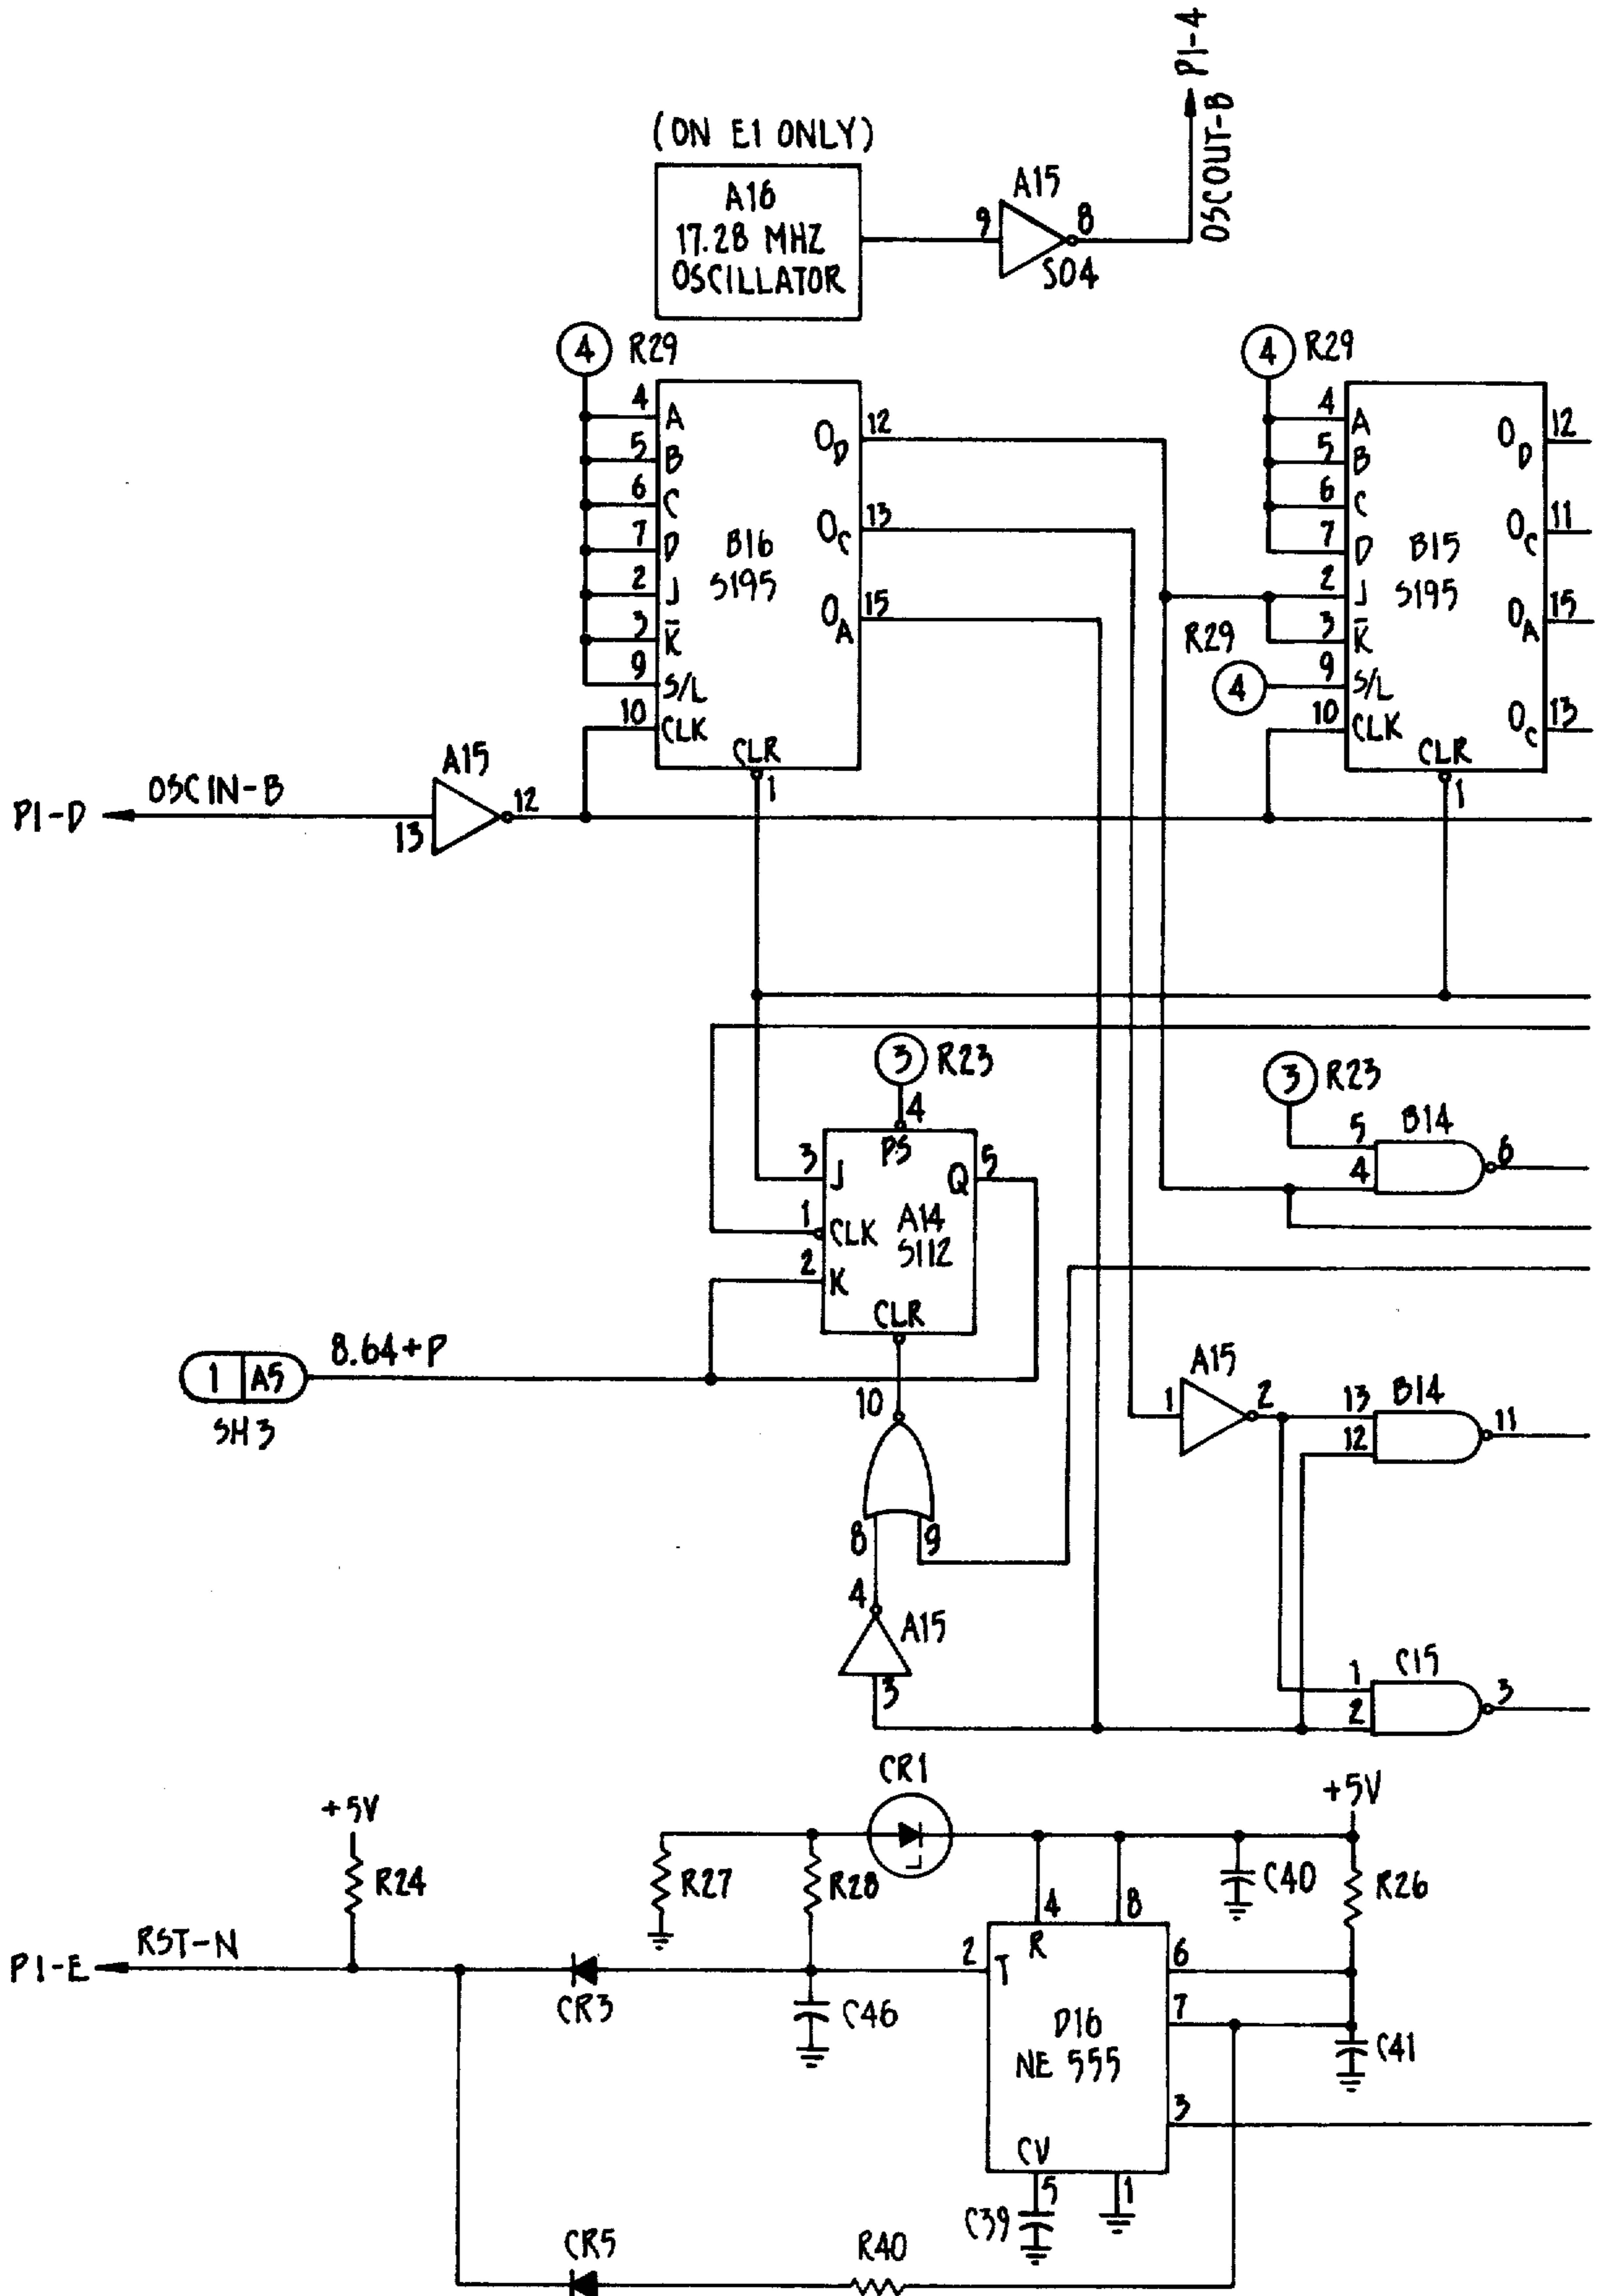 P1-4
OSCOUT-B
(ON E1 ONLY)
A16
17.28 MHZ
OSCILLATOR
A15
9
8
S04
4
R29
4
A
5
B
6
C
7
D
2
J
3
K̅
9
S/L
10
CLK
B16
S195
O_D
12
O_C
13
O_A
15
CLR
1
4
R29
4
A
5
B
6
C
7
D
2
J
3
K̅
9
S/L
10
CLK
R29
4
B15
S195
O_D
12
O_C
11
O_A
15
O_C
13
CLR
1
P1-D
OSCIN-B
A15
13
12
3
R23
4
PS
3
J
Q
5
1
CLK
A14
S112
2
K
CLR
3
R23
5
4
B14
6
1
A5
SH 3
8.64+P
10
8
9
4
A15
3
A15
1
2
13
12
B14
11
1
2
C15
3
CR1
+5V
+5V
R24
R27
R28
C40
R26
P1-E
RST-N
CR3
C46
2
T
4
R
8
6
7
D16
NE 555
C41
3
CV
5
1
C39
CR5
R40